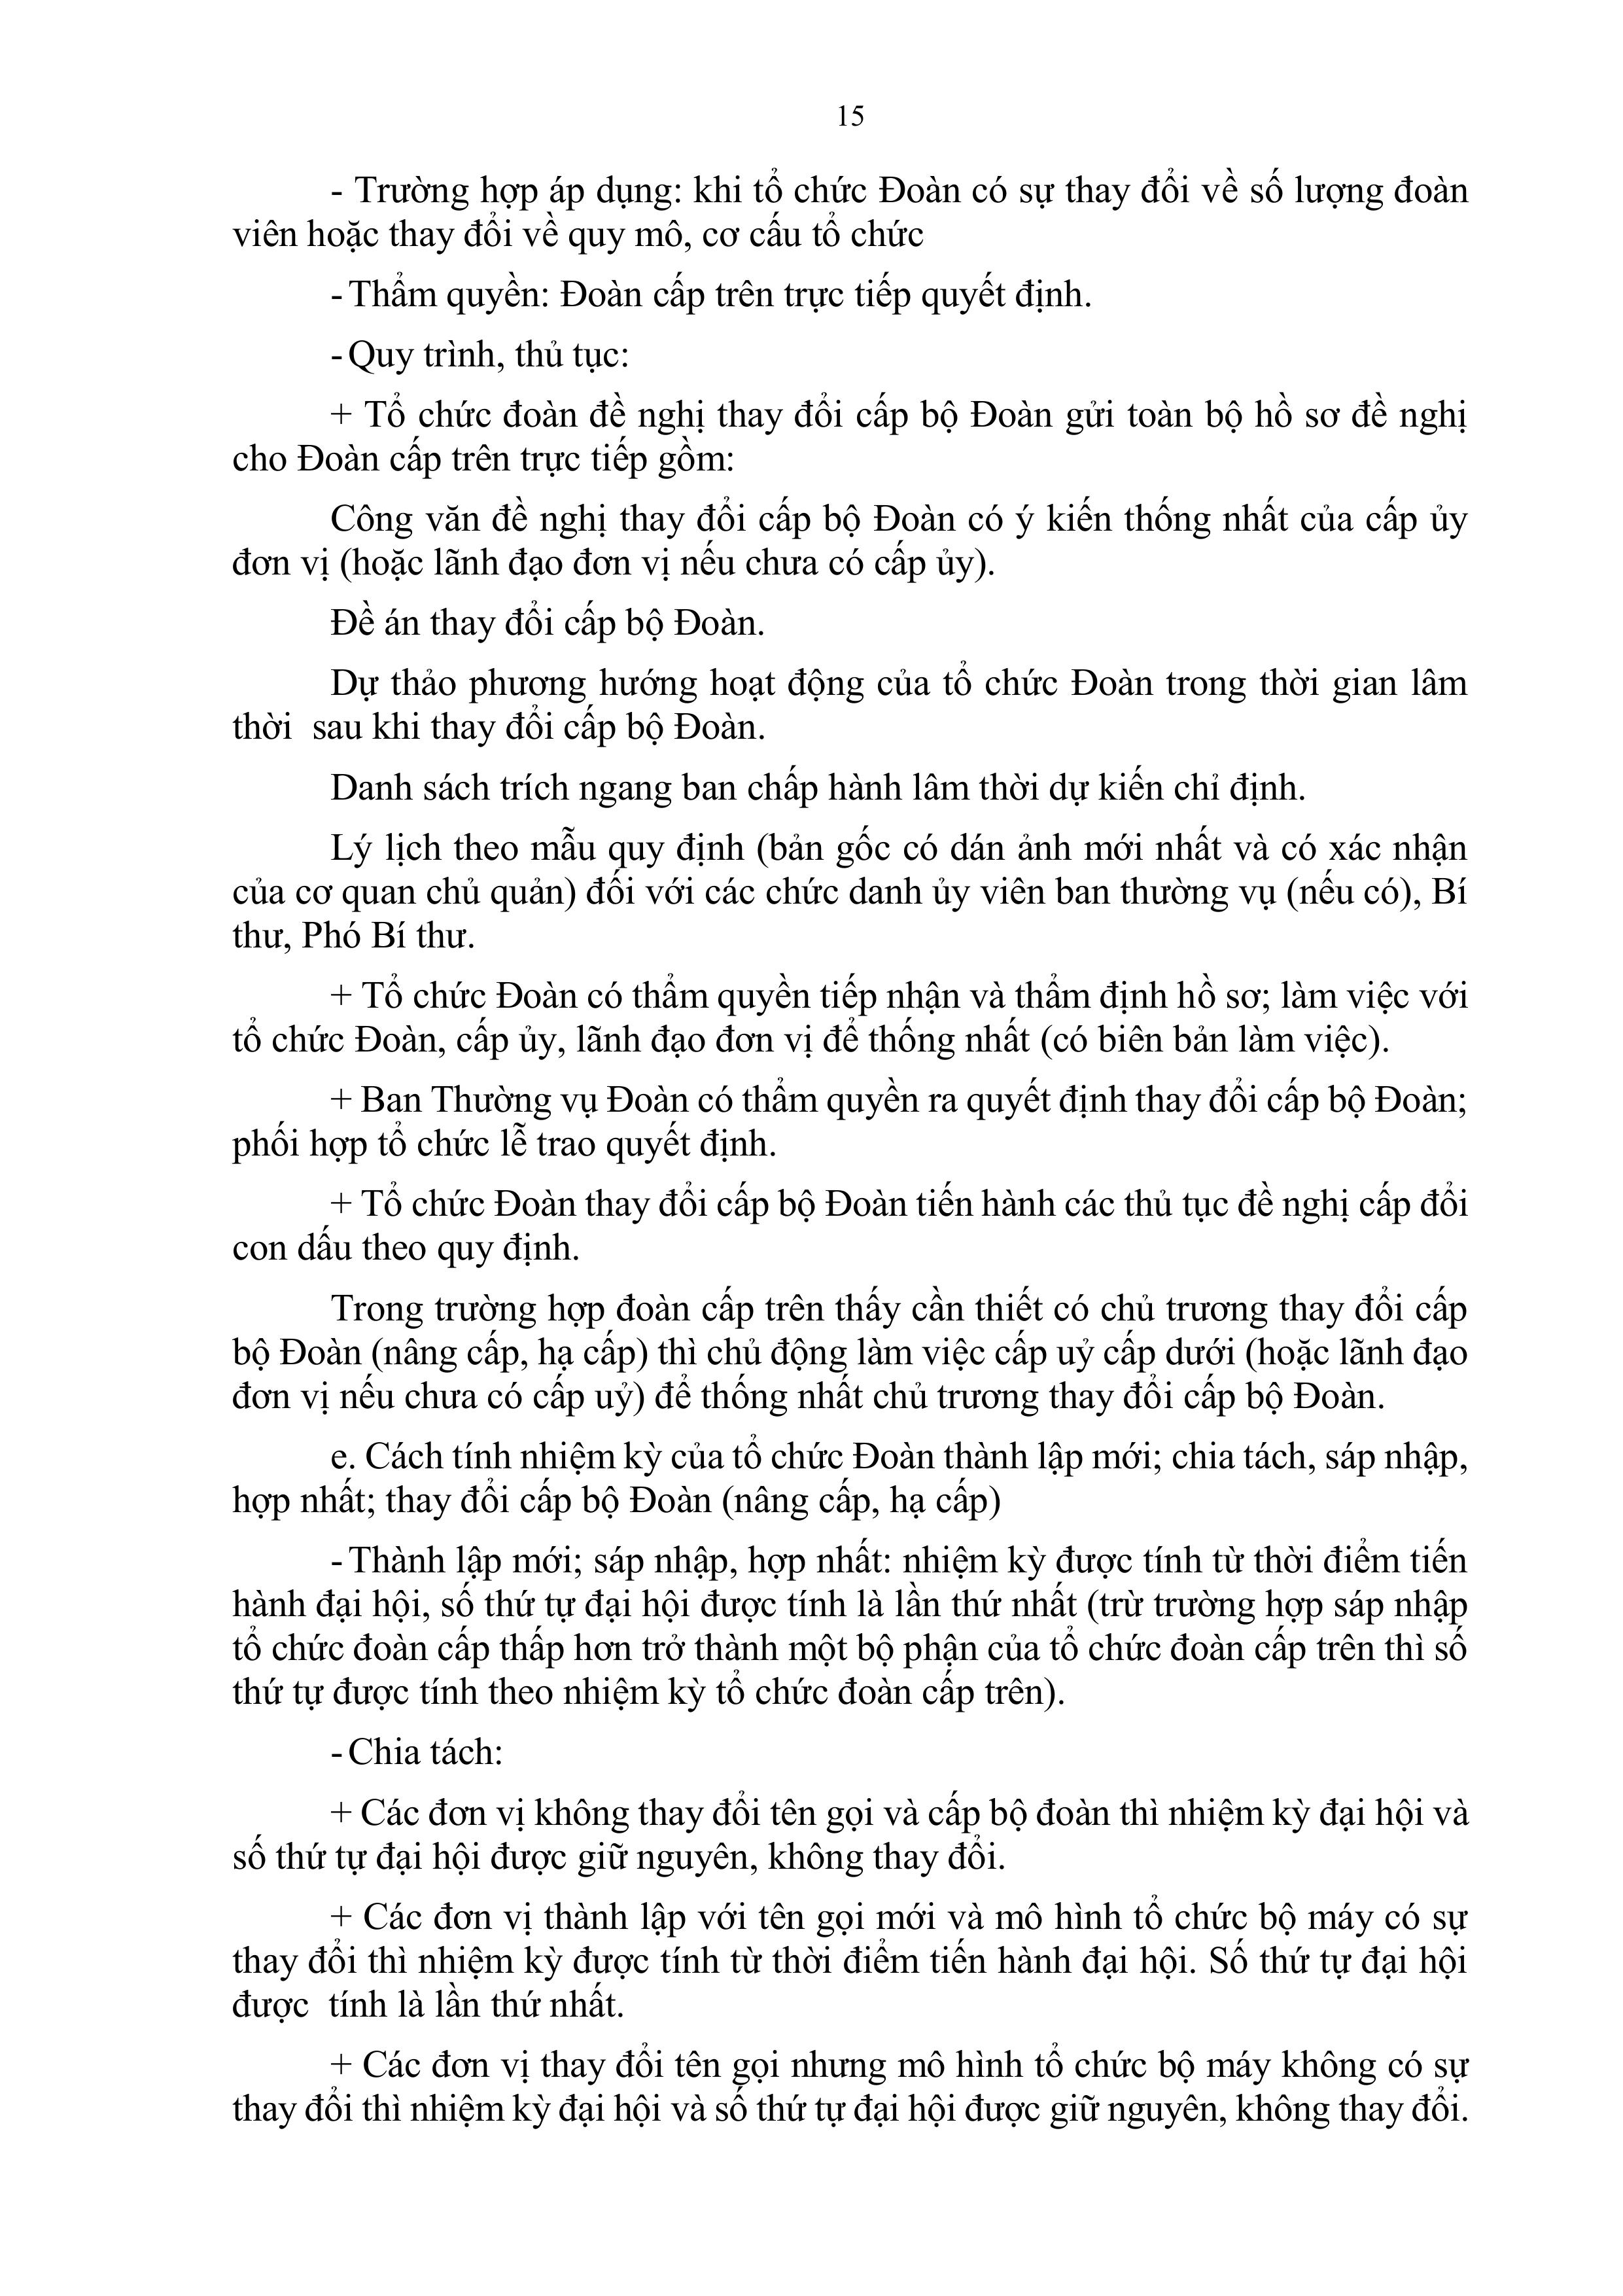 15
- Trường hợp áp dụng: khi tổ chức Đoàn có sự thay đổi về số lượng đoàn
viên hoặc thay đổi về quy mô, cơ cấu tổ chức
- Thẩm quyền: Đoàn cấp trên trực tiếp quyết định.
- Quy trình, thủ tục:
+ Tổ chức đoàn đề nghị thay đổi cấp bộ Đoàn gửi toàn bộ hồ sơ đề nghị
cho Đoàn cấp trên trực tiếp gồm:
Công văn đề nghị thay đổi cấp bộ Đoàn có ý kiến thống nhất của cấp ủy
đơn vị (hoặc lãnh đạo đơn vị nếu chưa có cấp ủy).
Đề án thay đổi cấp bộ Đoàn.
Dự thảo phương hướng hoạt động của tổ chức Đoàn trong thời gian lâm
thời sau khi thay đổi cấp bộ Đoàn.
Danh sách trích ngang ban chấp hành lâm thời dự kiến chỉ định.
Lý lịch theo mẫu quy định (bản gốc có dán ảnh mới nhất và có xác nhận
của cơ quan chủ quản) đối với các chức danh ủy viên ban thường vụ (nếu có), Bí
thư, Phó Bí thư.
+ Tổ chức Đoàn có thẩm quyền tiếp nhận và thẩm định hồ sơ; làm việc với
tổ chức Đoàn, cấp ủy, lãnh đạo đơn vị để thống nhất (có biên bản làm việc).
+ Ban Thường vụ Đoàn có thẩm quyền ra quyết định thay đổi cấp bộ Đoàn;
phối hợp tổ chức lễ trao quyết định.
+ Tổ chức Đoàn thay đổi cấp bộ Đoàn tiến hành các thủ tục đề nghị cấp đổi
con dấu theo quy định.
Trong trường hợp đoàn cấp trên thấy cần thiết có chủ trương thay đổi cấp
bộ Đoàn (nâng cấp, hạ cấp) thì chủ động làm việc cấp uỷ cấp dưới (hoặc lãnh đạo
đơn vị nếu chưa có cấp uỷ) để thống nhất chủ trương thay đổi cấp bộ Đoàn.
e. Cách tính nhiệm kỳ của tổ chức Đoàn thành lập mới; chia tách, sáp nhập,
hợp nhất; thay đổi cấp bộ Đoàn (nâng cấp, hạ cấp)
- Thành lập mới; sáp nhập, hợp nhất: nhiệm kỳ được tính từ thời điểm tiến
hành đại hội, số thứ tự đại hội được tính là lần thứ nhất (trừ trường hợp sáp nhập
tổ chức đoàn cấp thấp hơn trở thành một bộ phận của tổ chức đoàn cấp trên thì số
thứ tự được tính theo nhiệm kỳ tổ chức đoàn cấp trên).
- Chia tách:
+ Các đơn vị không thay đổi tên gọi và cấp bộ đoàn thì nhiệm kỳ đại hội và
số thứ tự đại hội được giữ nguyên, không thay đổi.
+ Các đơn vị thành lập với tên gọi mới và mô hình tổ chức bộ máy có sự
thay đổi thì nhiệm kỳ được tính từ thời điểm tiến hành đại hội. Số thứ tự đại hội
được tính là lần thứ nhất.
+ Các đơn vị thay đổi tên gọi nhưng mô hình tổ chức bộ máy không có sự
thay đổi thì nhiệm kỳ đại hội và số thứ tự đại hội được giữ nguyên, không thay đổi.